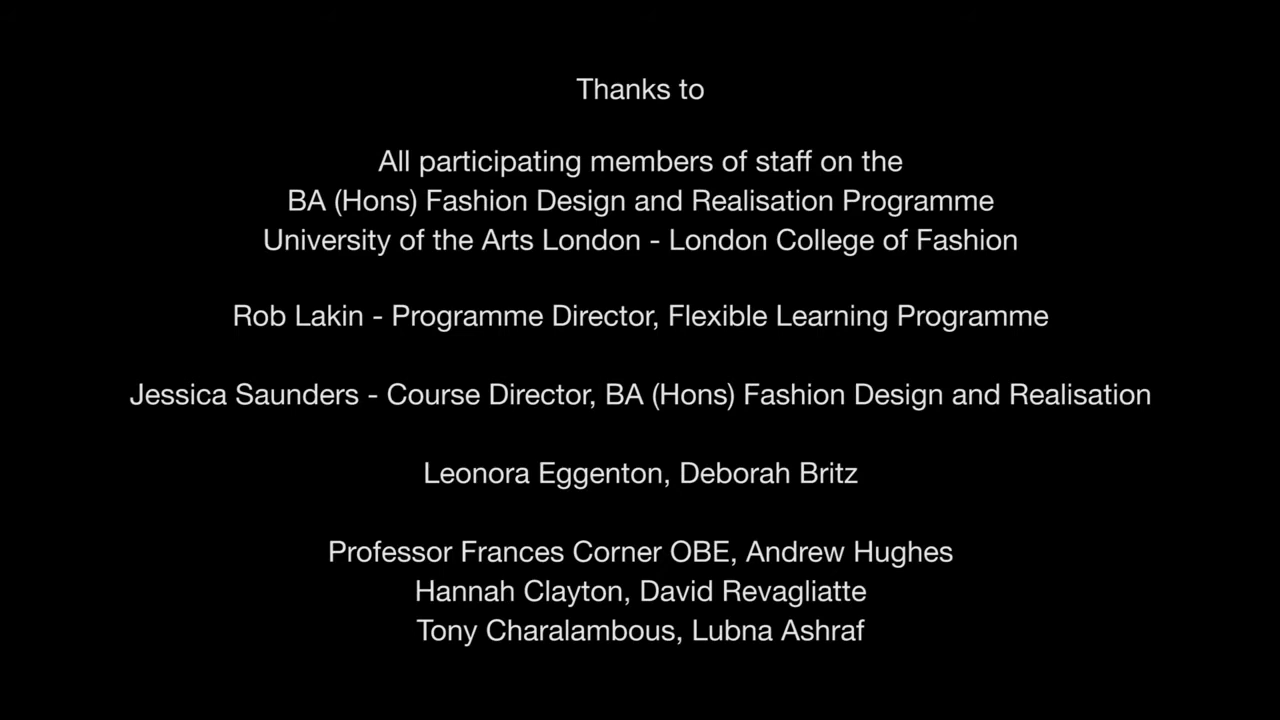 Thanks to
All participating members of staff on the
BA (Hons) Fashion Design and Realisation Programme
University of the Arts London - London College of Fashion
Rob Lakin - Programme Director, Flexible Learning Programme
Jessica Saunders - Course Director, BA (Hons) Fashion Design and Realisation
Leonora Eggenton, Deborah Britz
Professor Frances Corner OBE, Andrew Hughes
Hannah Clayton, David Revagliatte
Tony Charalambous, Lubna Ashraf